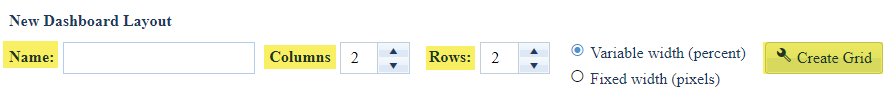 New Dashboard Layout
Name: Columns 2 Rows: 2 Variable width (percent) Create Grid
Fixed width (pixels)